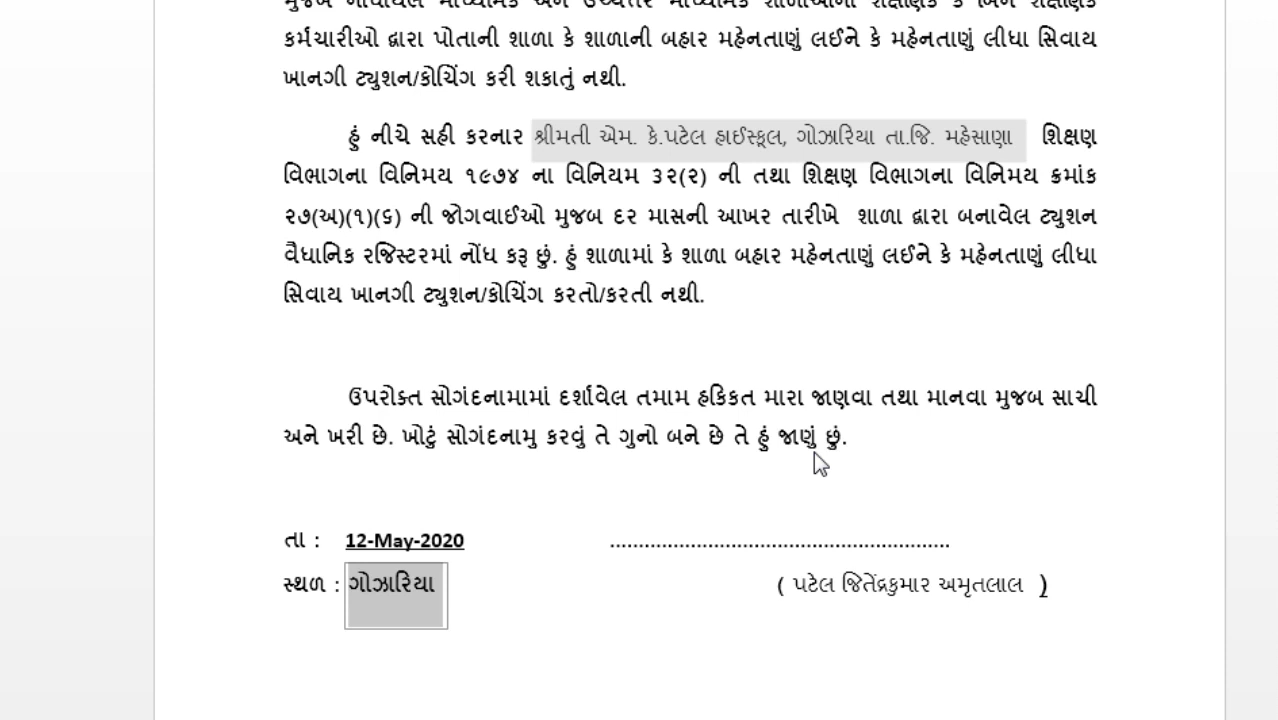 કર્મચારીઓ દ્વારા પોતાની શાળા કે શાળાની બહાર મહેનતાણું લઈને કે મહેનતાણું લીધા સિવાય
ખાનગી ટ્યુશન/કોચિંગ કરી શકાતું નથી.
હું નીચે સહી કરનાર શ્રીમતી એમ. કે.પટેલ હાઈસ્કૂલ, ગોઝારિયા તા.જિ. મહેસાણા શિક્ષણ
વિભાગના વિનિમય ૧૯૭૪ ના વિનિયમ ૩૨(૨) ની તથા શિક્ષણ વિભાગના વિનિમય ક્રમાંક
૨૭(અ)(૧)(૬) ની જોગવાઈઓ મુજબ દર માસની આખર તારીખે શાળા દ્વારા બનાવેલ ટ્યુશન
વૈધાનિક રજિસ્ટરમાં નોંધ કરૂ છું. હું શાળામાં કે શાળા બહાર મહેનતાણું લઈને કે મહેનતાણું લીધા
સિવાય ખાનગી ટ્યુશન/કોચિંગ કરતો/કરતી નથી.
ઉપરોક્ત સોગંદનામામાં દર્શાવેલ તમામ હકિકત મારા જાણવા તથા માનવા મુજબ સાચી
અને ખરી છે. ખોટું સોગંદનામુ કરવું તે ગુનો બને છે તે હું જાણું છું.
તા : 12-May-2020 ............................................................
સ્થળ : ગોઝારિયા ( પટેલ જિતેંદ્રકુમાર અમૃતલાલ )